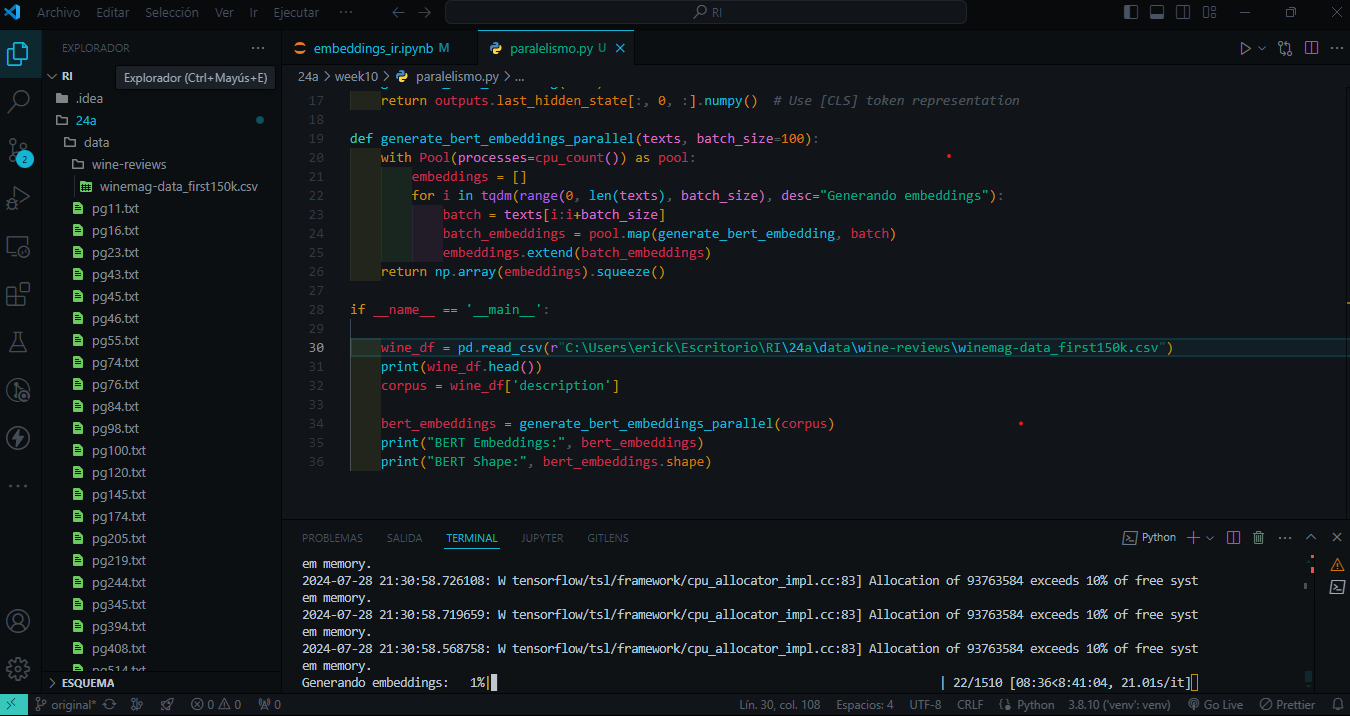 Archivo Editar Selección Ver Ir Ejecutar ··· RI
EXPLORADOR ···
RI
Explorador (Ctrl+Mayús+E)
.idea
24a
data
wine-reviews
winemag-data_first150k.csv
pg11.txt
pg16.txt
pg23.txt
pg43.txt
pg45.txt
pg46.txt
pg55.txt
pg74.txt
pg76.txt
pg84.txt
pg98.txt
pg100.txt
pg120.txt
pg145.txt
pg174.txt
pg205.txt
pg219.txt
pg244.txt
pg345.txt
pg394.txt
pg408.txt
pg514.txt
ESQUEMA
2
embeddings_ir.ipynb M paralelismo.py U
24a > week10 > paralelismo.py > ...
17 return outputs.last_hidden_state[:, 0, :].numpy() # Use [CLS] token representation
18
19 def generate_bert_embeddings_parallel(texts, batch_size=100):
20 with Pool(processes=cpu_count()) as pool:
21 embeddings = []
22 for i in tqdm(range(0, len(texts), batch_size), desc="Generando embeddings"):
23 batch = texts[i:i+batch_size]
24 batch_embeddings = pool.map(generate_bert_embedding, batch)
25 embeddings.extend(batch_embeddings)
26 return np.array(embeddings).squeeze()
27
28 if __name__ == '__main__':
29
30 wine_df = pd.read_csv(r"C:\Users\erick\Escritorio\RI\24a\data\wine-reviews\winemag-data_first150k.csv")
31 print(wine_df.head())
32 corpus = wine_df['description']
33
34 bert_embeddings = generate_bert_embeddings_parallel(corpus)
35 print("BERT Embeddings:", bert_embeddings)
36 print("BERT Shape:", bert_embeddings.shape)
PROBLEMAS SALIDA TERMINAL JUPYTER GITLENS Python
em memory.
2024-07-28 21:30:58.726108: W tensorflow/tsl/framework/cpu_allocator_impl.cc:83] Allocation of 93763584 exceeds 10% of free syst
em memory.
2024-07-28 21:30:58.719659: W tensorflow/tsl/framework/cpu_allocator_impl.cc:83] Allocation of 93763584 exceeds 10% of free syst
em memory.
2024-07-28 21:30:58.568758: W tensorflow/tsl/framework/cpu_allocator_impl.cc:83] Allocation of 93763584 exceeds 10% of free syst
em memory.
Generando embeddings: 1%| | 22/1510 [08:36<8:41:04, 21.01s/it]
original* 0 0 0 Lín. 30, col. 108 Espacios: 4 UTF-8 CRLF Python 3.8.10 ('venv': venv) Go Live Prettier